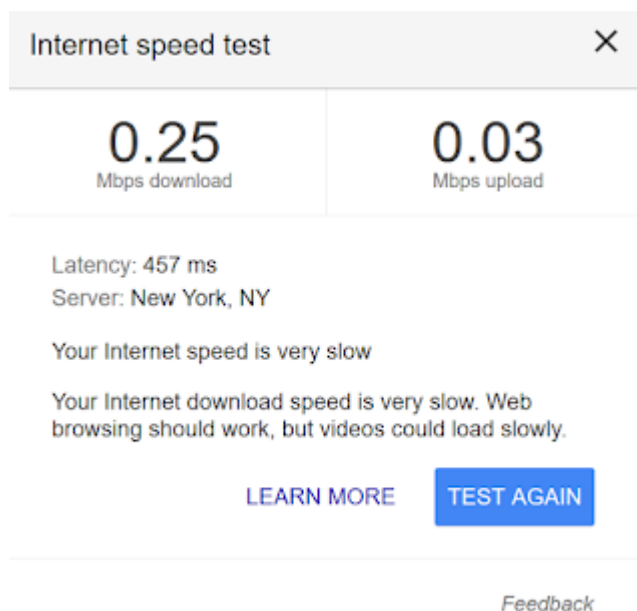 Internet speed test
0.25
Mbps download
0.03
Mbps upload
Latency: 457 ms
Server: New York, NY
Your Internet speed is very slow
Your Internet download speed is very slow. Web
browsing should work, but videos could load slowly.
LEARN MORE
TEST AGAIN
Feedback